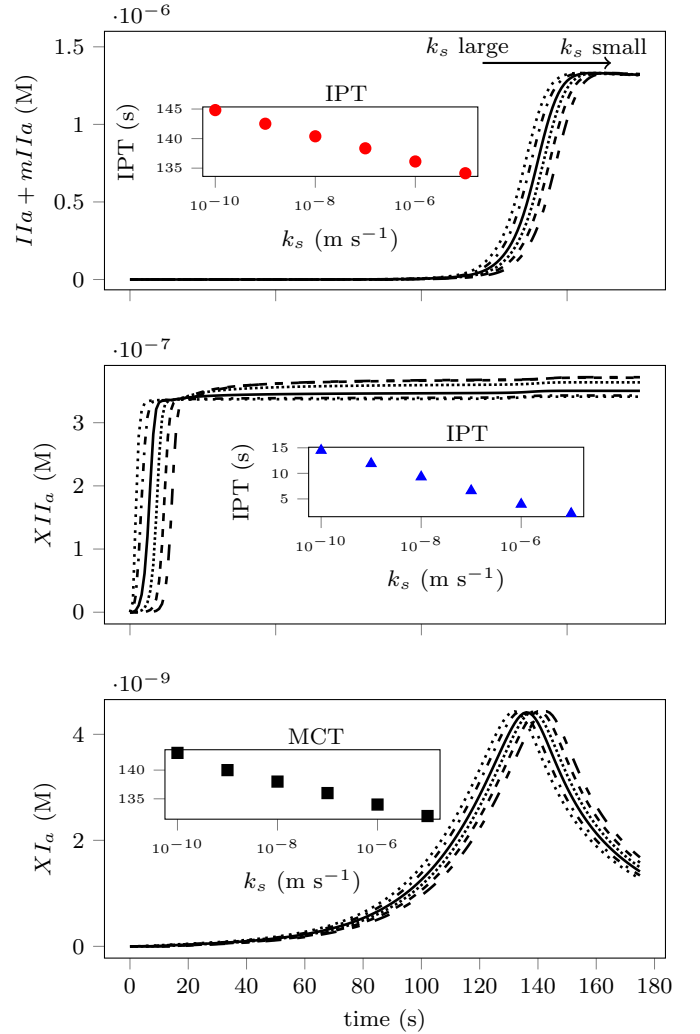 ·10⁻⁶
1.5
1
0.5
0
IIa + mIIa (M)
k_s large
k_s small
IPT
145
140
135
IPT (s)
10⁻¹⁰ 10⁻⁸ 10⁻⁶
k_s (m s⁻¹)
·10⁻⁷
3
2
1
0
XII_a (M)
IPT
15
10
5
IPT (s)
10⁻¹⁰ 10⁻⁸ 10⁻⁶
k_s (m s⁻¹)
·10⁻⁹
4
2
0
XI_a (M)
MCT
140
135
10⁻¹⁰ 10⁻⁸ 10⁻⁶
k_s (m s⁻¹)
0 20 40 60 80 100 120 140 160 180
time (s)